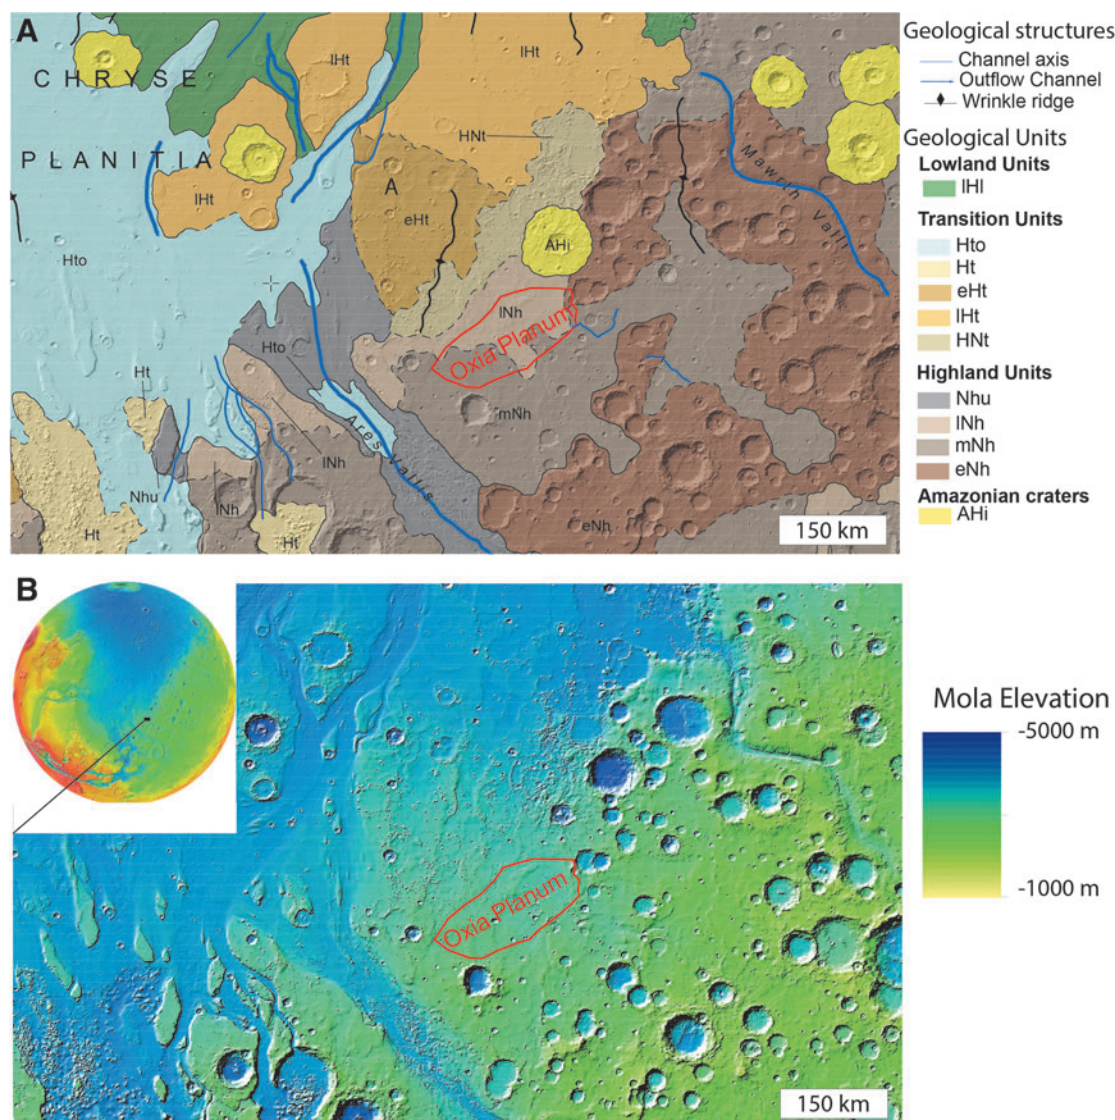 A
CHRYSE
PLANITIA
lHt
lHt
HNt
A
eHt
lHt
AHi
Mawrth Valli
Hto
lNh
Oxia Planum
Hto
Ht
mNh
Ares Vallis
lNh
Nhu
lNh
Ht
Ht
eNh
150 km
Geological structures
Channel axis
Outflow Channel
Wrinkle ridge
Geological Units
Lowland Units
lHl
Transition Units
Hto
Ht
eHt
lHt
HNt
Highland Units
Nhu
lNh
mNh
eNh
Amazonian craters
AHi
B
Oxia Planum
150 km
Mola Elevation
-5000 m
-1000 m